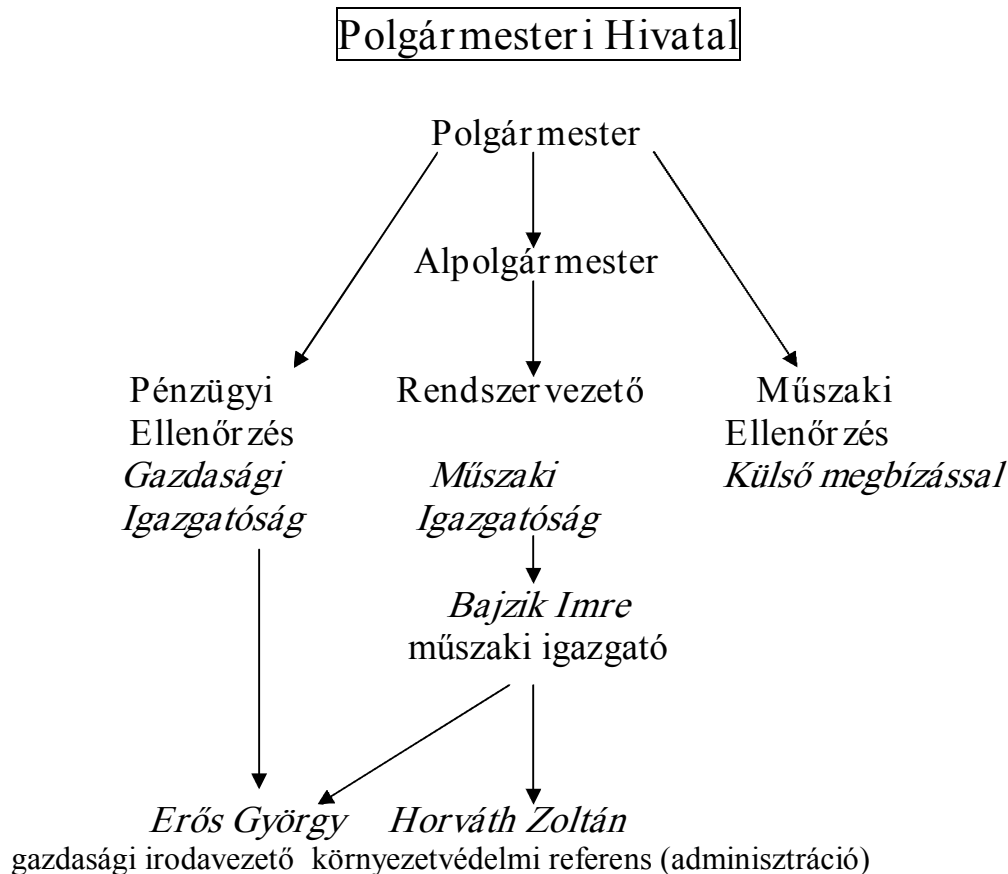 Polgármesteri Hivatal
Polgármester
Alpolgármester
Pénzügyi
Ellenőrzés
Gazdasági
Igazgatóság
Rendszervezető
Műszaki
Igazgatóság
Műszaki
Ellenőrzés
Külső megbízással
Bajzik Imre
műszaki igazgató
Erős György
gazdasági irodavezető
Horváth Zoltán
környezetvédelmi referens (adminisztráció)